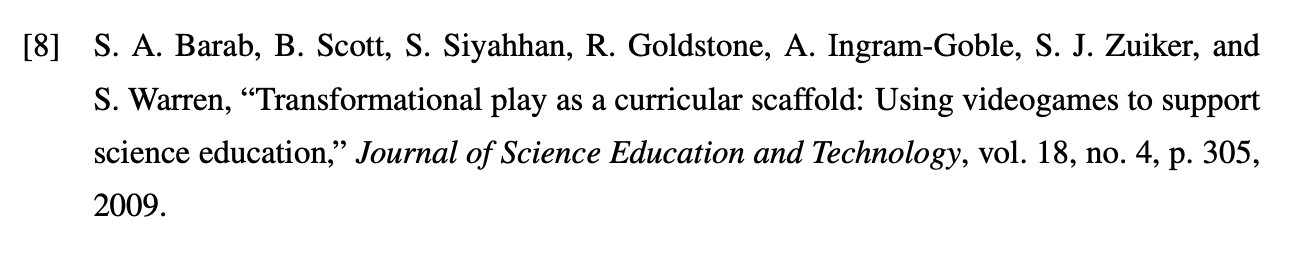 [8] S. A. Barab, B. Scott, S. Siyahhan, R. Goldstone, A. Ingram-Goble, S. J. Zuiker, and
S. Warren, “Transformational play as a curricular scaffold: Using videogames to support
science education,” Journal of Science Education and Technology, vol. 18, no. 4, p. 305,
2009.